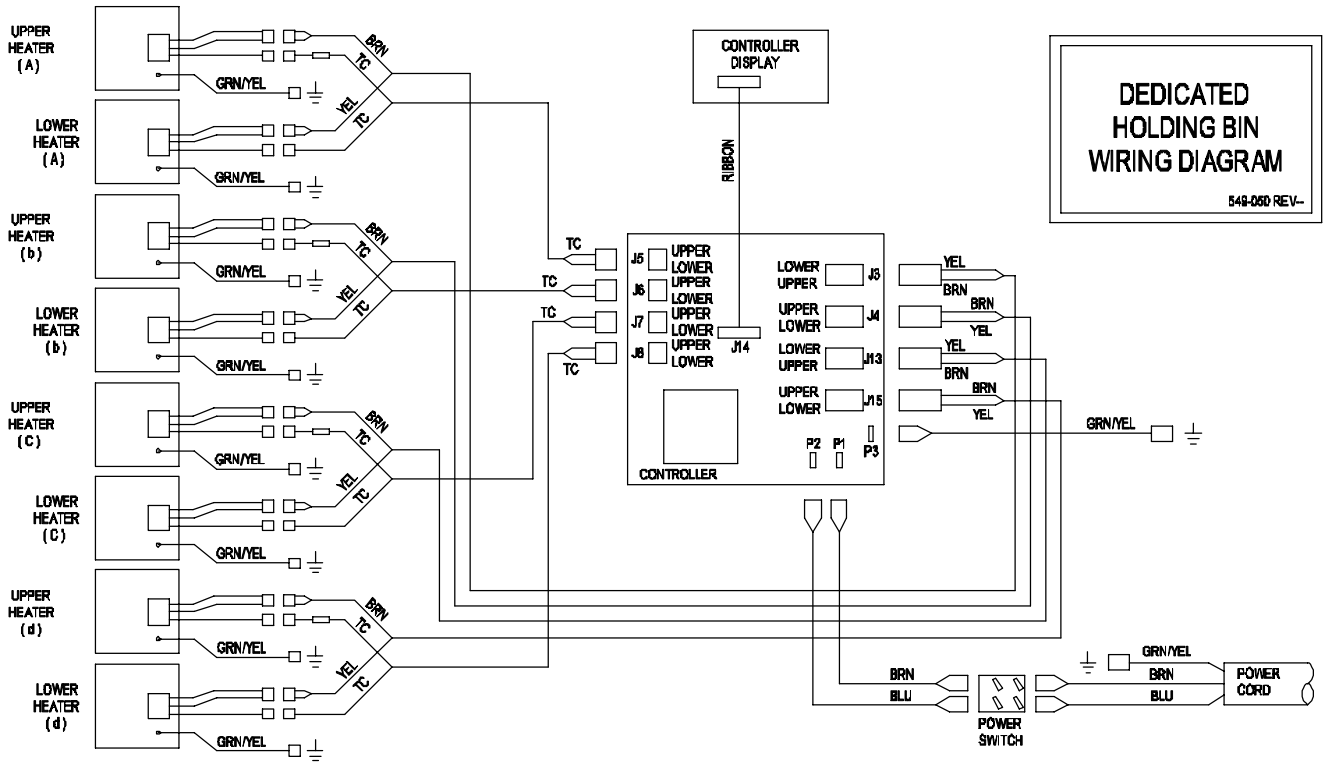 UPPER
HEATER
(A)
BRN
TC
GRN/YEL
LOWER
HEATER
(A)
YEL
TC
GRN/YEL
UPPER
HEATER
(b)
BRN
TC
GRN/YEL
LOWER
HEATER
(b)
YEL
TC
GRN/YEL
UPPER
HEATER
(C)
BRN
TC
GRN/YEL
LOWER
HEATER
(C)
YEL
TC
GRN/YEL
UPPER
HEATER
(d)
BRN
TC
GRN/YEL
LOWER
HEATER
(d)
YEL
TC
GRN/YEL
CONTROLLER
DISPLAY
RIBBON
DEDICATED
HOLDING BIN
WIRING DIAGRAM
549-050 REV--
TC
J5
UPPER
LOWER
TC
J6
UPPER
LOWER
TC
J7
UPPER
LOWER
TC
J8
UPPER
LOWER
J14
LOWER
UPPER
J3
YEL
BRN
UPPER
LOWER
J4
BRN
YEL
LOWER
UPPER
J13
YEL
BRN
UPPER
LOWER
J15
BRN
YEL
P2 P1
P3
GRN/YEL
CONTROLLER
BRN
BLU
POWER
SWITCH
GRN/YEL
BRN
BLU
POWER
CORD